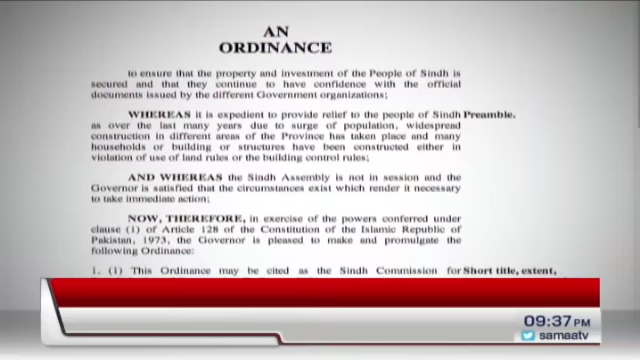 AN
ORDINANCE
to ensure that the property and investment of the People of Sindh is
secured and that they continue to have confidence with the official
documents issued by the different Government organizations;
WHEREAS it is expedient to provide relief to the people of Sindh Preamble.
as over the last many years due to surge of population, widespread
construction in different areas of the Province has taken place and many
households or building or structures have been constructed either in
violation of use of land rules or the building control rules;
AND WHEREAS the Sindh Assembly is not in session and the
Governor is satisfied that the circumstances exist which render it necessary
to take immediate action;
NOW, THEREFORE, in exercise of the powers conferred under
clause (1) of Article 128 of the Constitution of the Islamic Republic of
Pakistan, 1973, the Governor is pleased to make and promulgate the
following Ordinance:
1. (1) This Ordinance may be cited as the Sindh Commission for Short title, extent,
09:37 PM
samaatv